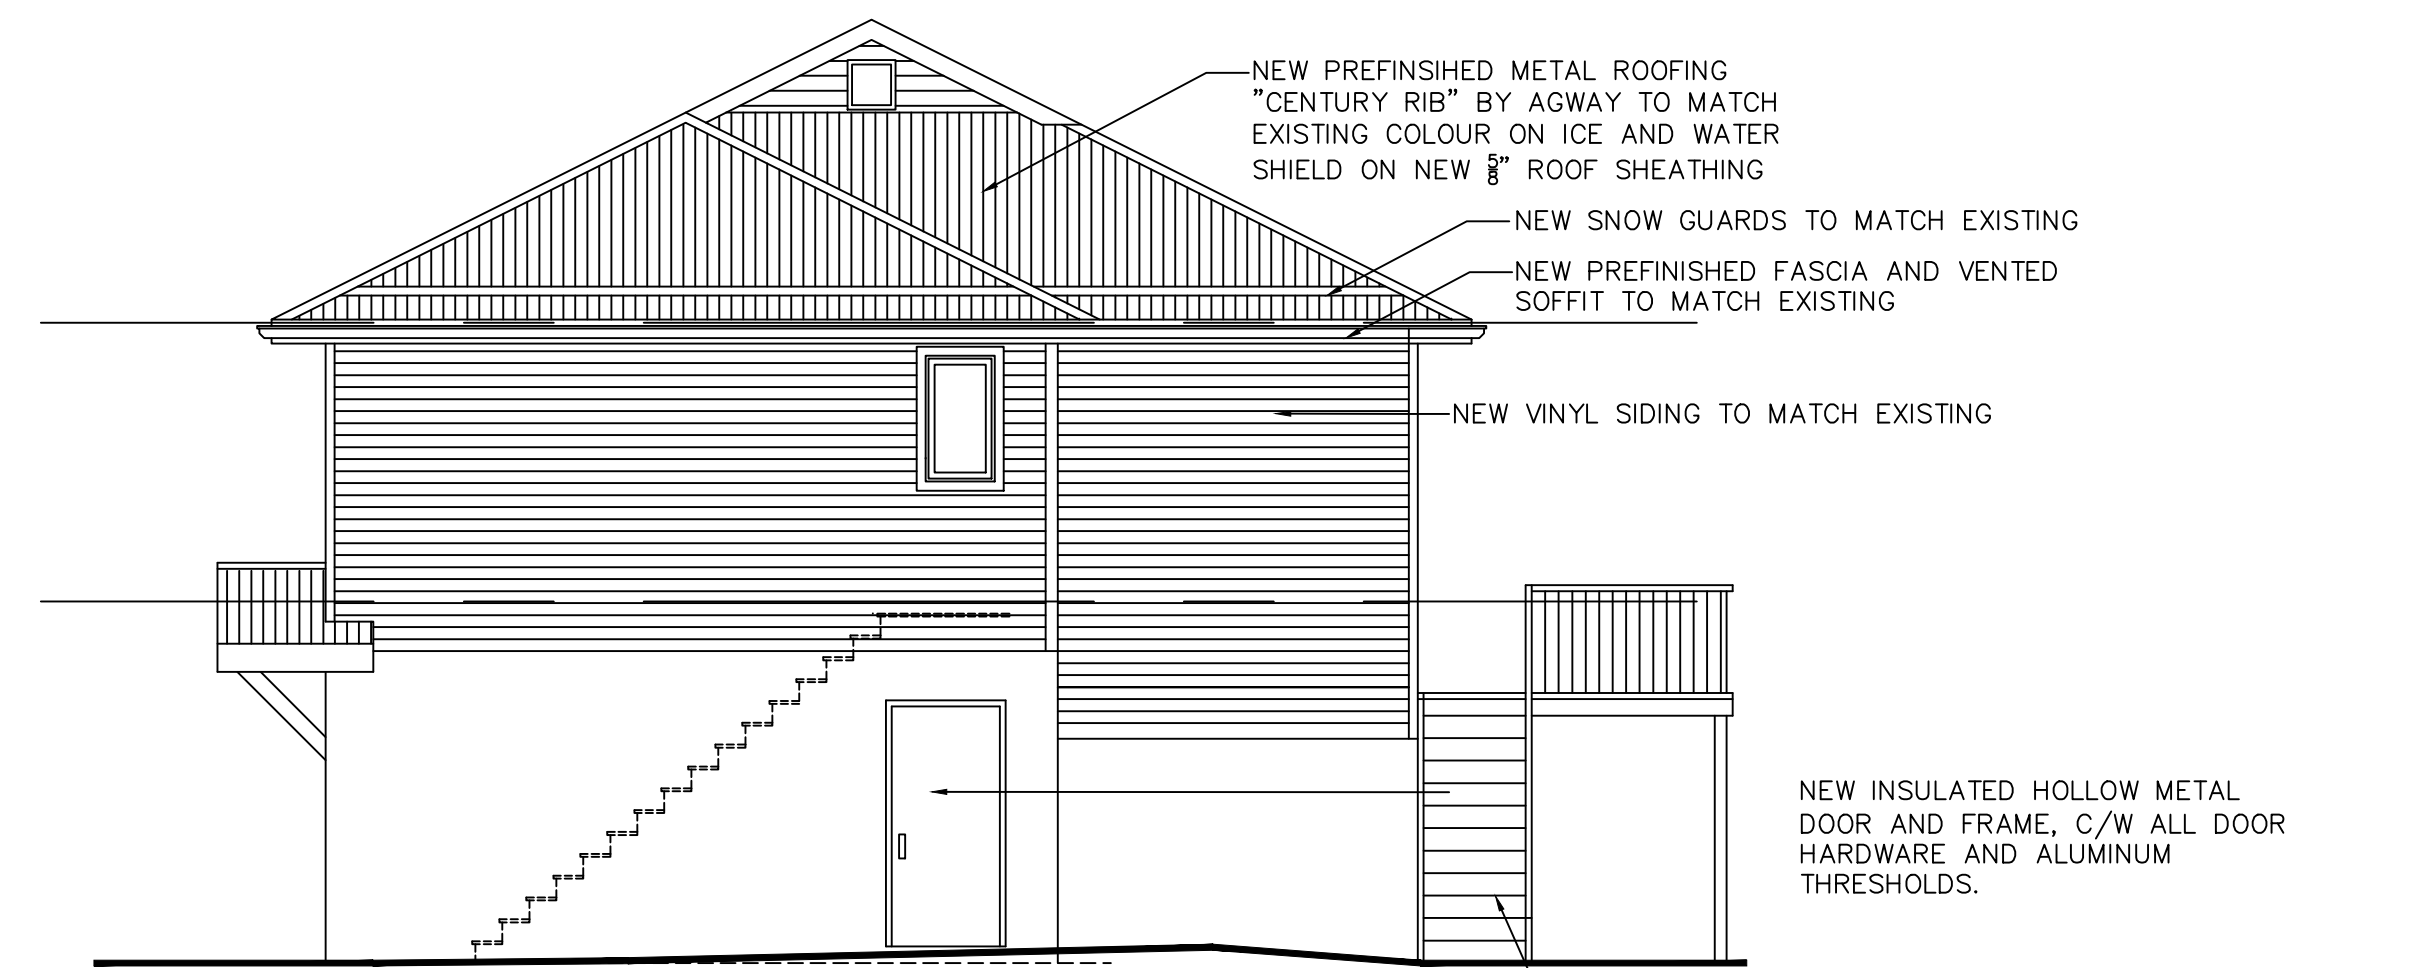 NEW PREFINSIHED METAL ROOFING
"CENTURY RIB" BY AGWAY TO MATCH
EXISTING COLOUR ON ICE AND WATER
SHIELD ON NEW 5/8" ROOF SHEATHING
NEW SNOW GUARDS TO MATCH EXISTING
NEW PREFINISHED FASCIA AND VENTED
SOFFIT TO MATCH EXISTING
NEW VINYL SIDING TO MATCH EXISTING
NEW INSULATED HOLLOW METAL
DOOR AND FRAME, C/W ALL DOOR
HARDWARE AND ALUMINUM
THRESHOLDS.